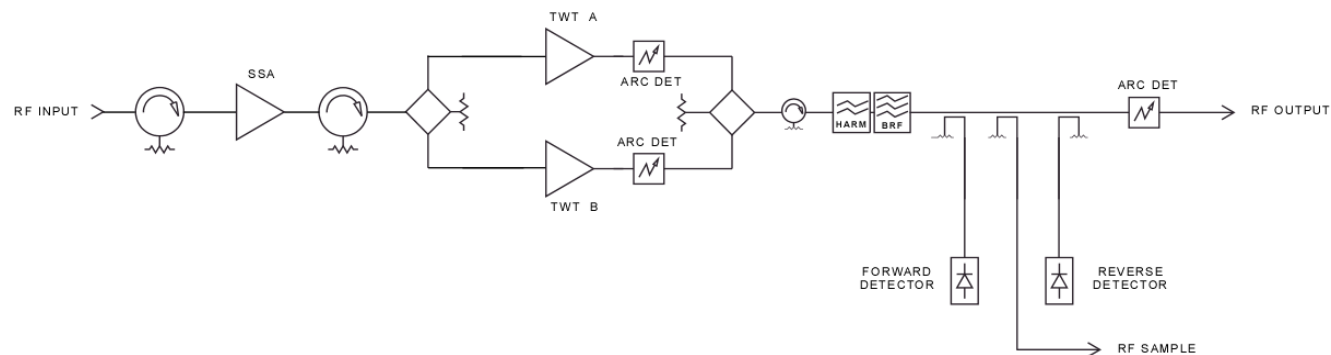 TWT A
SSA
ARC DET
ARC DET
RF INPUT
RF OUTPUT
HARM
BRF
ARC DET
TWT B
FORWARD
DETECTOR
REVERSE
DETECTOR
RF SAMPLE